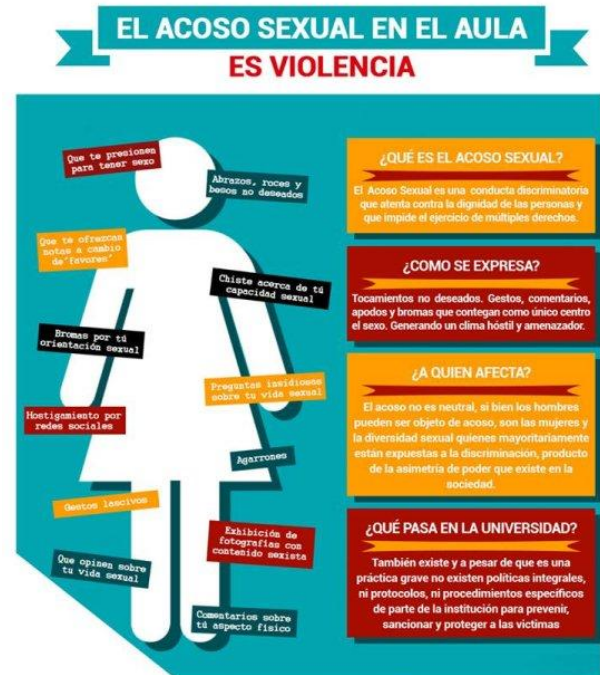 EL ACOSO SEXUAL EN EL AULA
ES VIOLENCIA
Que te presionen
para tener sexo
Abrazos, roces y
besos no deseados
Que te ofrezcan
notas a cambio
de"favores"
Chiste acerca de tú
capacidad sexual
Bromas por tú
orientación sexual
Preguntas insidiosas
sobre tu vida sexual
Hostigamiento por
redes sociales
Agarrones
Gestos lascivos
Exhibición de
fotografías con
contenido sexista
Que opinen sobre
tu vida sexual
Comentarios sobre
tú aspecto físico
¿QUÉ ES EL ACOSO SEXUAL?
El Acoso Sexual es una conducta discriminatoria
que atenta contra la dignidad de las personas y
que impide el ejercicio de múltiples derechos.
¿COMO SE EXPRESA?
Tocamientos no deseados. Gestos, comentarios,
apodos y bromas que contegan como único centro
el sexo. Generando un clima hóstil y amenazador.
¿A QUIEN AFECTA?
El acoso no es neutral, si bien los hombres
pueden ser objeto de acoso, son las mujeres y
la diversidad sexual quienes mayoritariamente
están expuestas a la discriminación, producto
de la asimetría de poder que existe en la
sociedad.
¿QUÉ PASA EN LA UNIVERSIDAD?
También existe y a pesar de que es una
práctica grave no existen políticas integrales,
ni protocolos, ni procedimientos específicos
de parte de la institución para prevenir,
sancionar y proteger a las victimas